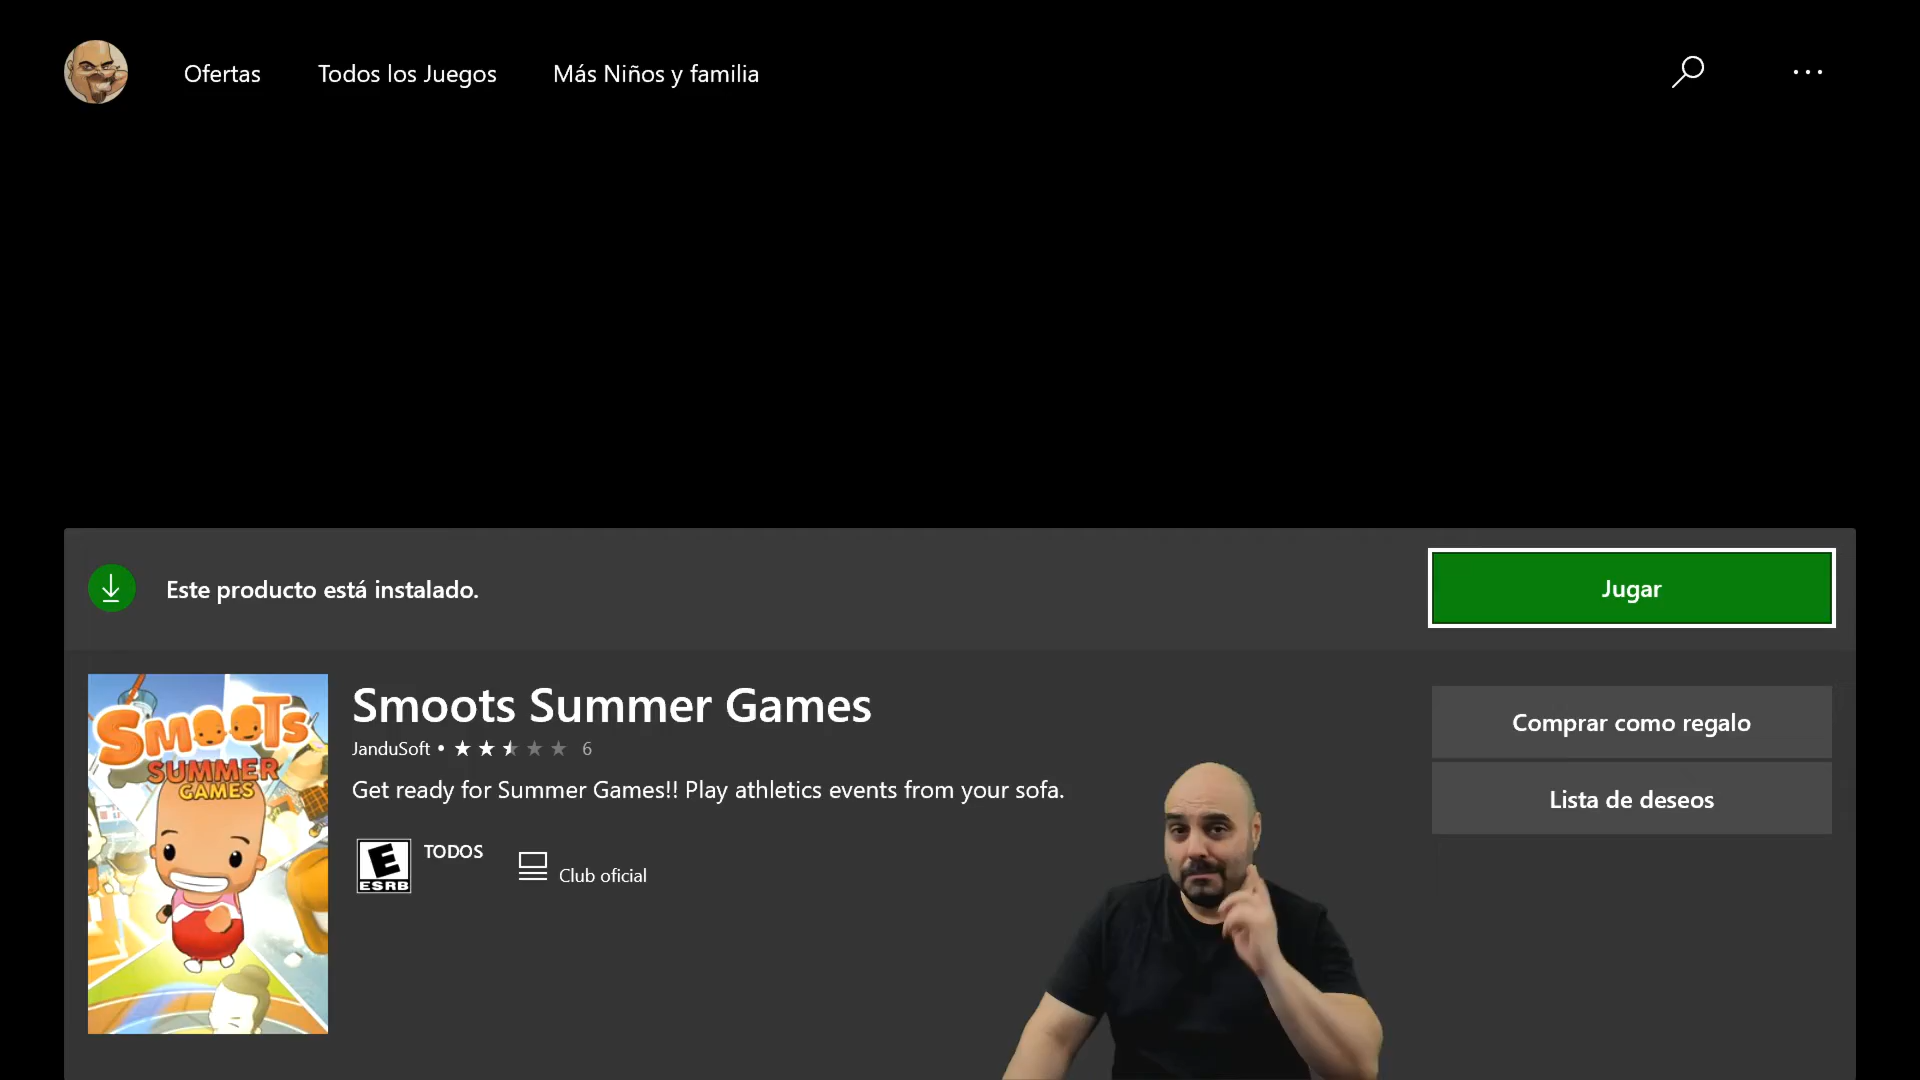 Ofertas
Todos los Juegos
Más Niños y familia
Este producto está instalado.
Jugar
SMOOTS
SUMMER
GAMES
Smoots Summer Games
JanduSoft • 6
Get ready for Summer Games!! Play athletics events from your sofa.
E
ESRB
TODOS
Club oficial
Comprar como regalo
Lista de deseos